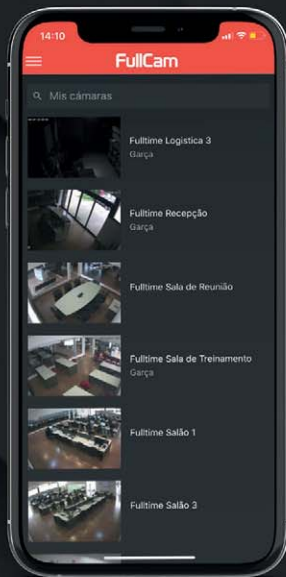 14:10
FullCam
Mis cámaras
Fulltime Logistica 3
Garça
Fulltime Recepção
Garça
Fulltime Sala de Reunião
Fulltime Sala de Treinamento
Garça
Fulltime Salão 1
Fulltime Salão 3